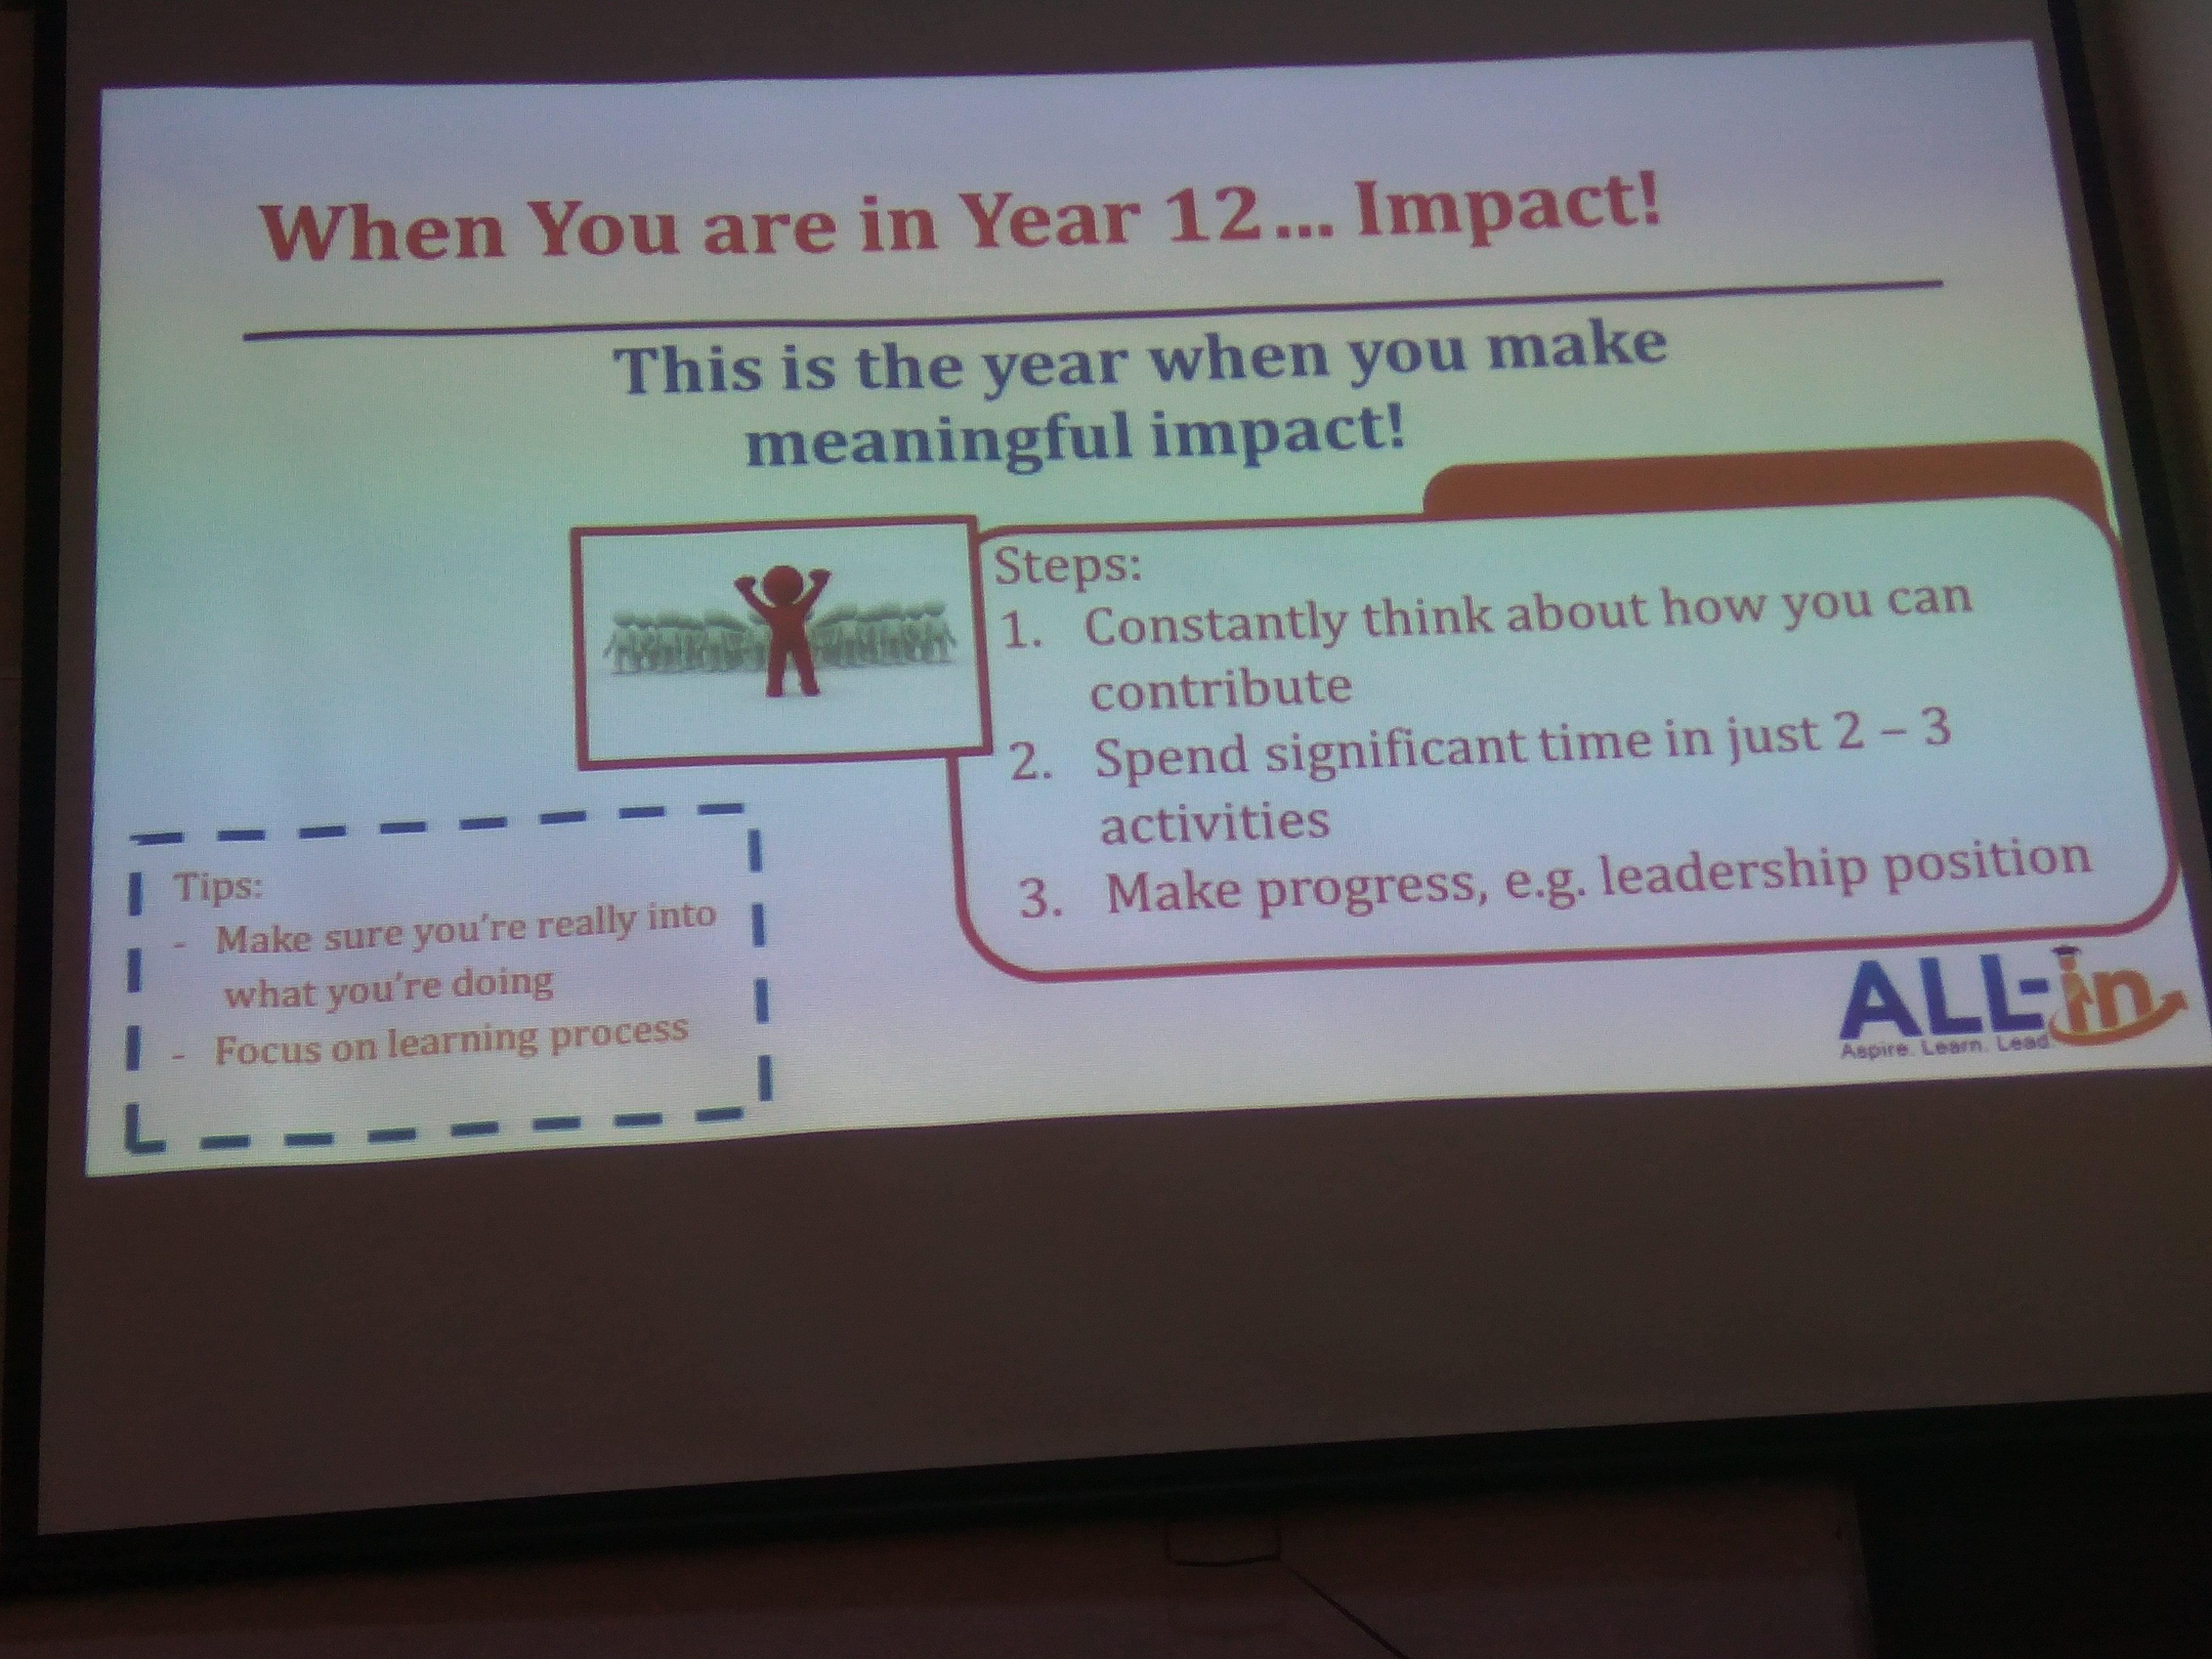 When You are in Year 12... Impact!
This is the year when you make
meaningful impact!
Steps:
1. Constantly think about how you can
contribute
2. Spend significant time in just 2 – 3
activities
3. Make progress, e.g. leadership position
Tips:
- Make sure you're really into
what you're doing
- Focus on learning process
ALL-in
Aspire. Learn. Lead